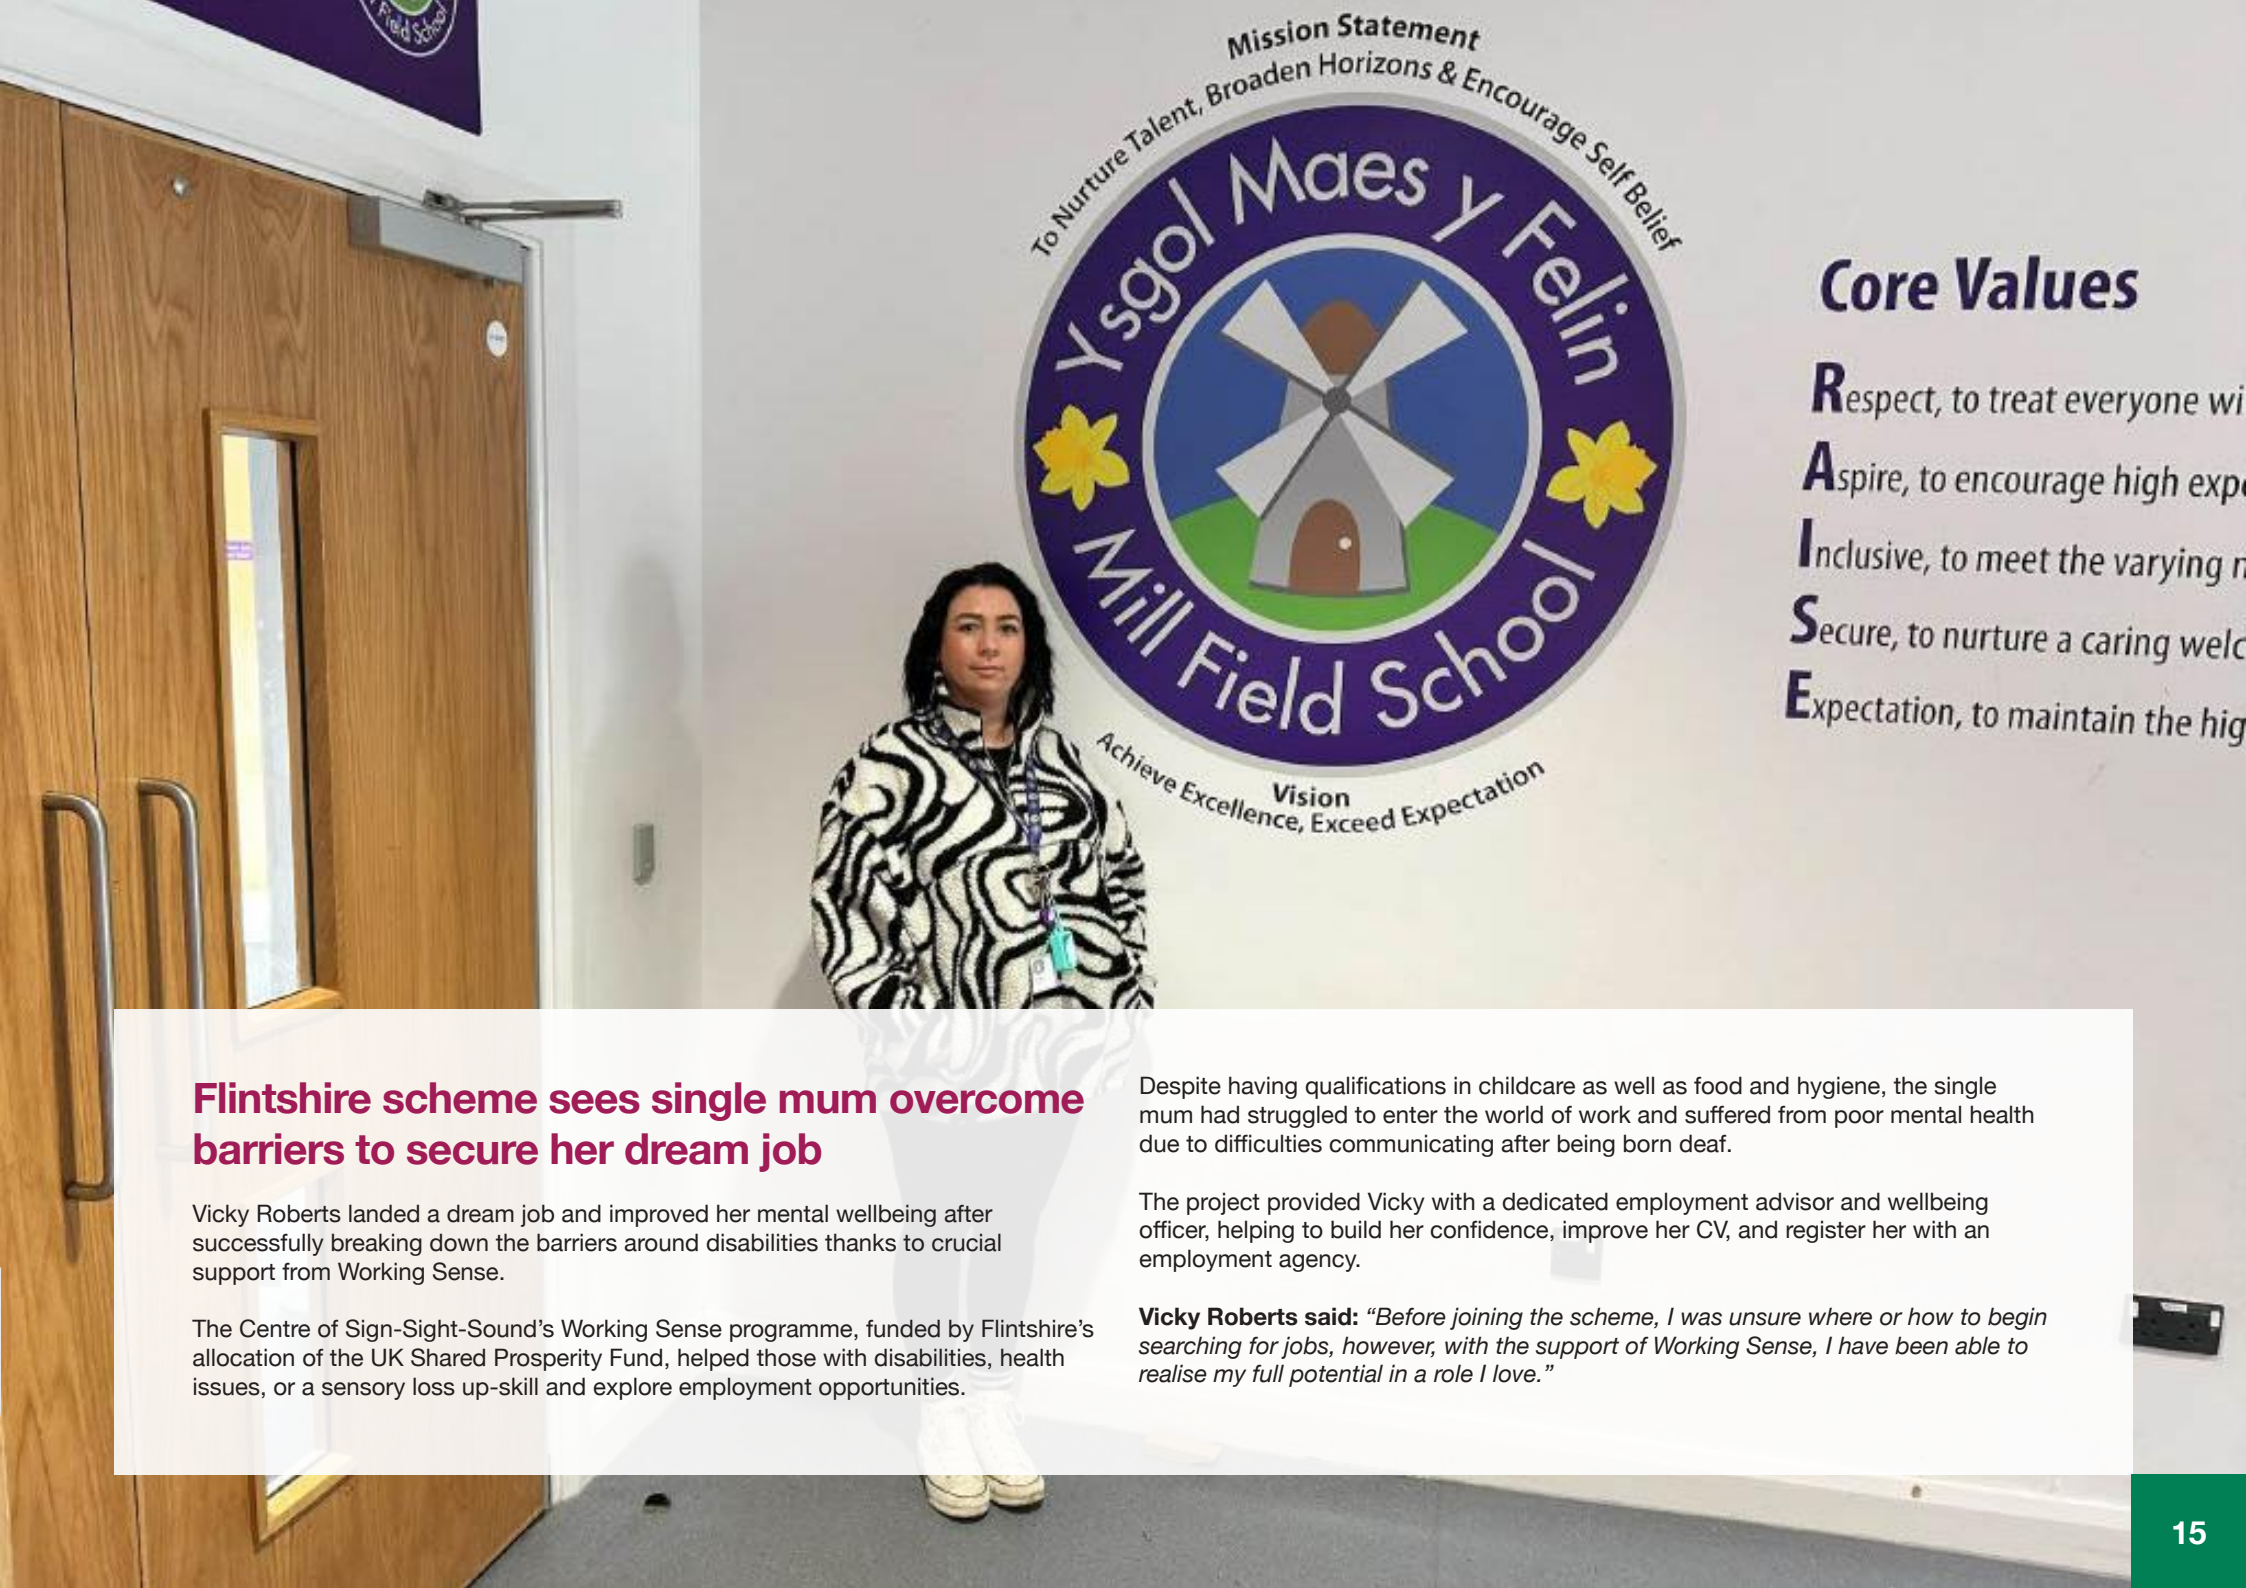 Field School
Mission Statement
To Nurture Talent, Broaden Horizons & Encourage Self Belief
Ysgol Maes y Felin
Mill Field School
Vision
Achieve Excellence, Exceed Expectation
Core Values
Respect, to treat everyone
Aspire, to encourage high
Inclusive, to meet the varying
Secure, to nurture a caring
Expectation, to maintain the
Flintshire scheme sees single mum overcome
barriers to secure her dream job
Vicky Roberts landed a dream job and improved her mental wellbeing after
successfully breaking down the barriers around disabilities thanks to crucial
support from Working Sense.
The Centre of Sign-Sight-Sound’s Working Sense programme, funded by Flintshire’s
allocation of the UK Shared Prosperity Fund, helped those with disabilities, health
issues, or a sensory loss up-skill and explore employment opportunities.
Despite having qualifications in childcare as well as food and hygiene, the single
mum had struggled to enter the world of work and suffered from poor mental health
due to difficulties communicating after being born deaf.
The project provided Vicky with a dedicated employment advisor and wellbeing
officer, helping to build her confidence, improve her CV, and register her with an
employment agency.
Vicky Roberts said: “Before joining the scheme, I was unsure where or how to begin
searching for jobs, however, with the support of Working Sense, I have been able to
realise my full potential in a role I love.”
15